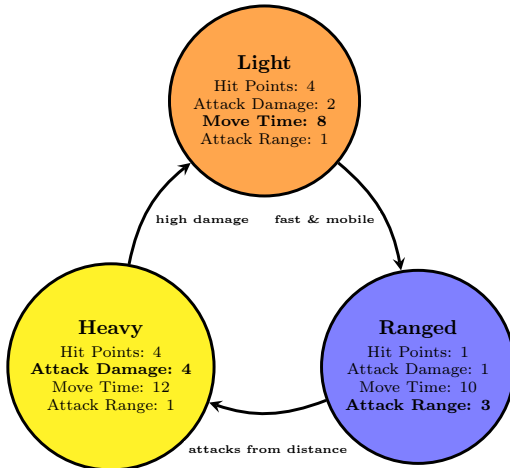 Light
Hit Points: 4
Attack Damage: 2
Move Time: 8
Attack Range: 1
high damage
fast & mobile
Heavy
Hit Points: 4
Attack Damage: 4
Move Time: 12
Attack Range: 1
Ranged
Hit Points: 1
Attack Damage: 1
Move Time: 10
Attack Range: 3
attacks from distance